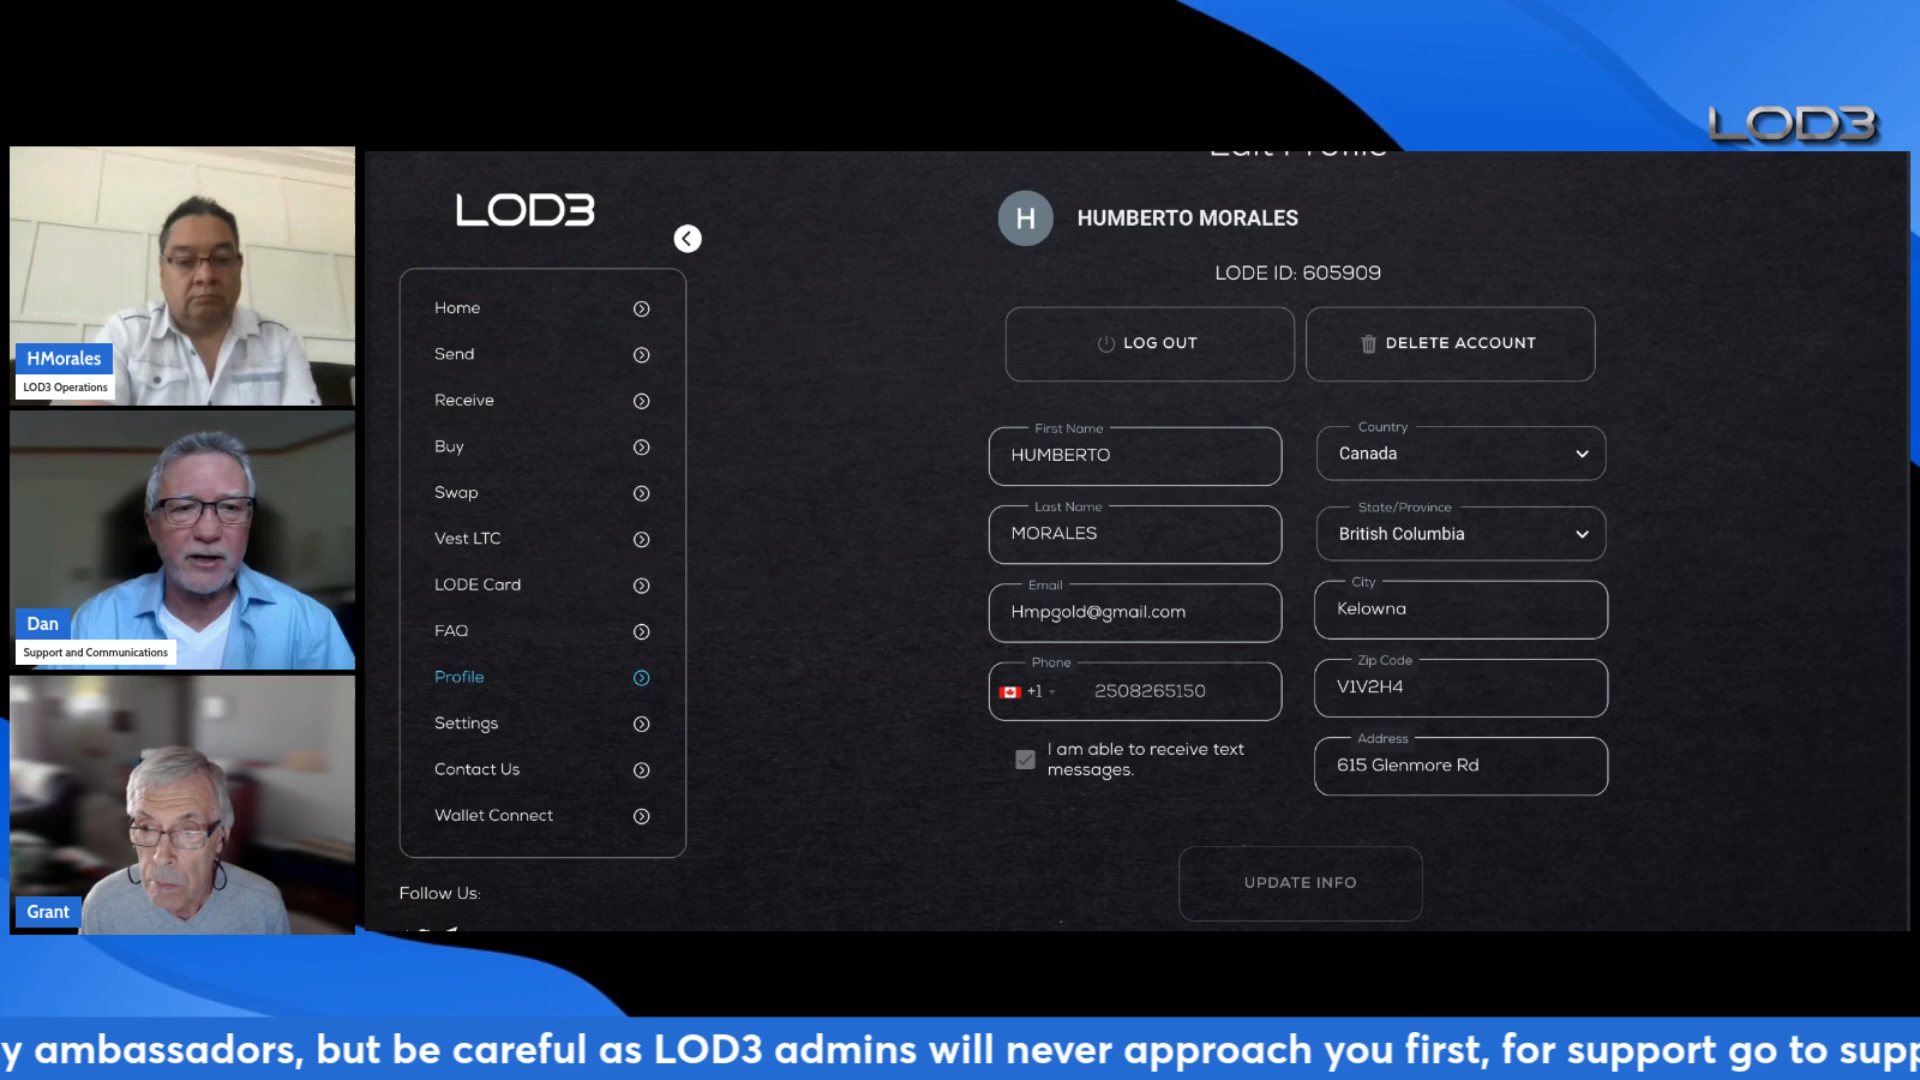 LOD3
HMorales
LOD3 Operations
Dan
Support and Communications
Grant
LOD3
Home
Send
Receive
Buy
Swap
Vest LTC
LODE Card
FAQ
Profile
Settings
Contact Us
Wallet Connect
Follow Us:
Edit Profile
H
HUMBERTO MORALES
LODE ID: 605909
LOG OUT
DELETE ACCOUNT
First Name
HUMBERTO
Last Name
MORALES
Email
Hmpgold@gmail.com
Phone
+1 2508265150
I am able to receive text
messages.
Country
Canada
State/Province
British Columbia
City
Kelowna
Zip Code
V1V2H4
Address
615 Glenmore Rd
UPDATE INFO
y ambassadors, but be careful as LOD3 admins will never approach you first, for support go to supp